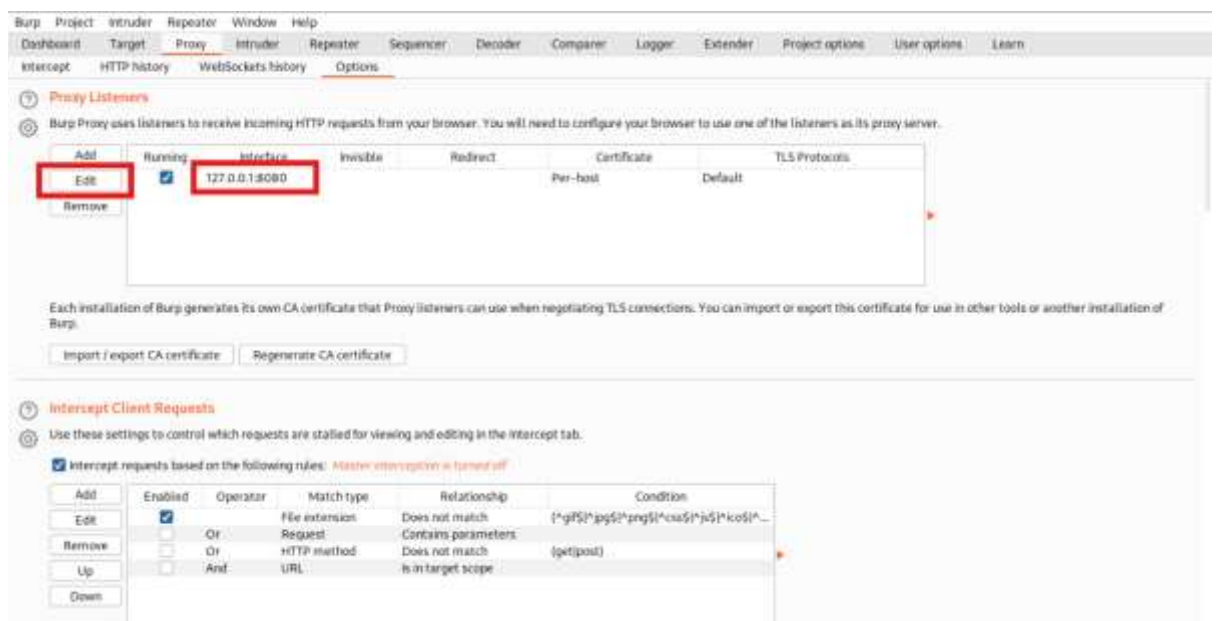 Burp Project Intruder Repeater Window Help
Dashboard Target Proxy Intruder Repeater Sequencer Decoder Comparer Logger Extender Project options User options Learn
Intercept HTTP history WebSockets history Options
Proxy Listeners
Burp Proxy uses listeners to receive incoming HTTP requests from your browser. You will need to configure your browser to use one of the listeners as its proxy server.
Add Running Interface Invisible Redirect Certificate TLS Protocols
Edit 127.0.0.1:8080 Per-host Default
Remove
Each installation of Burp generates its own CA certificate that Proxy listeners can use when negotiating TLS connections. You can import or export this certificate for use in other tools or another installation of
Burp.
Import / export CA certificate Regenerate CA certificate
Intercept Client Requests
Use these settings to control which requests are stalled for viewing and editing in the Intercept tab.
Intercept requests based on the following rules: Master interception is turned off
Add Enabled Operator Match type Relationship Condition
Edit File extension Does not match (^gif$|^jpg$|^png$|^css$|^js$|^ico$|^...
Or Request Contains parameters
Remove Or HTTP method Does not match (get|post)
Up And URL Is in target scope
Down